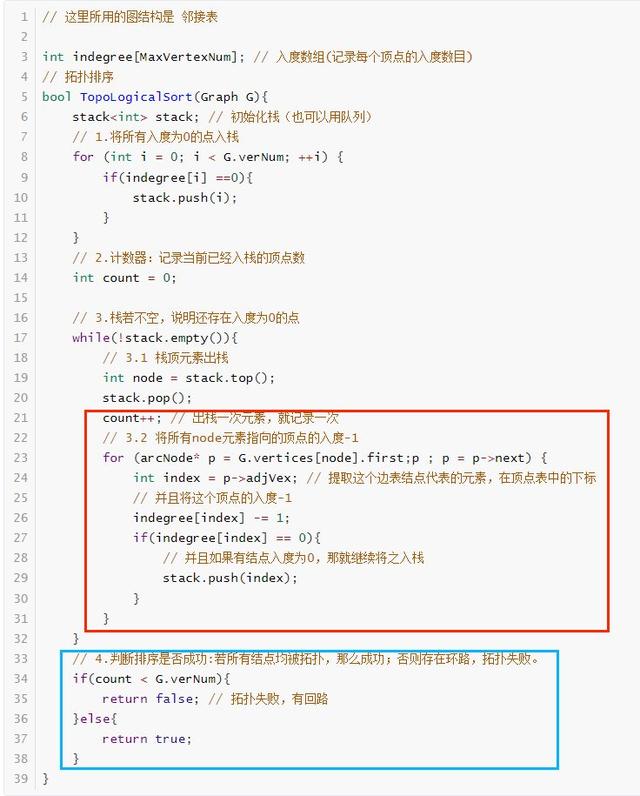 1 // 这里所用的图结构是 邻接表
2
3 int indegree[MaxVertexNum]; // 入度数组(记录每个顶点的入度数目)
4 // 拓扑排序
5 bool TopoLogicalSort(Graph G){
6     stack<int> stack; // 初始化栈（也可以用队列）
7     // 1.将所有入度为0的点入栈
8     for (int i = 0; i < G.verNum; ++i) {
9         if(indegree[i] ==0){
10             stack.push(i);
11         }
12     }
13     // 2.计数器：记录当前已经入栈的顶点数
14     int count = 0;
15
16     // 3.栈若不空，说明还存在入度为0的点
17     while(!stack.empty()){
18         // 3.1 栈顶元素出栈
19         int node = stack.top();
20         stack.pop();
21         count++; // 出栈一次元素，就记录一次
22         // 3.2 将所有node元素指向的顶点的入度-1
23         for (arcNode* p = G.vertices[node].first;p ; p = p->next) {
24             int index = p->adjVex; // 提取这个边表结点代表的元素，在顶点表中的下标
25             // 并且将这个顶点的入度-1
26             indegree[index] -= 1;
27             if(indegree[index] == 0){
28                 // 并且如果有结点入度为0，那就继续将之入栈
29                 stack.push(index);
30             }
31         }
32     }
33     // 4.判断排序是否成功:若所有结点均被拓扑，那么成功；否则存在环路，拓扑失败。
34     if(count < G.verNum){
35         return false; // 拓扑失败，有回路
36     }else{
37         return true;
38     }
39 }